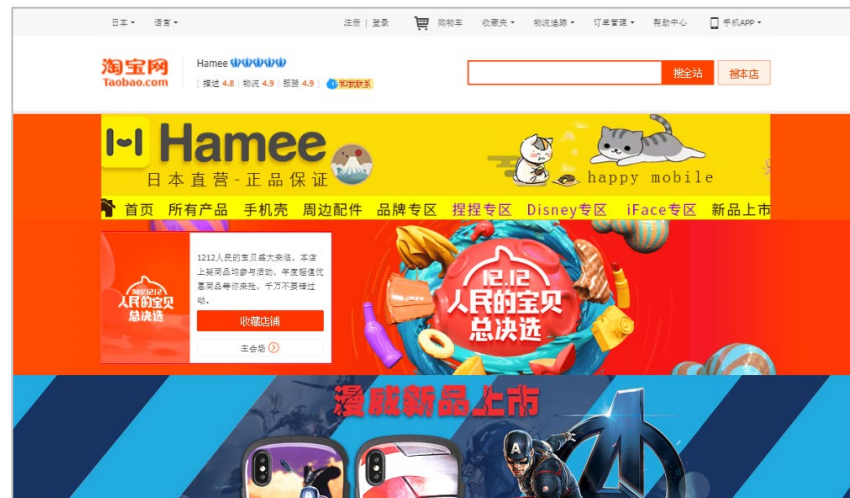 日本 语言 注册 | 登录 购物车 收藏夹 物流追踪 订单管理 帮助中心 手机APP
淘宝网
Taobao.com
Hamee
描述 4.8 物流 4.9 服务 4.9 和我联系
搜全站 搜本店
Hamee
日本直营-正品保证
happy mobile
首页 所有产品 手机壳 周边配件 品牌专区 捏捏专区 Disney专区 iFace专区 新品上市
1212人民的宝贝盛大来临，本店
上架商品均参与活动，年度超值优
惠商品等你来抢，千万不要错过
呦。
收藏店铺
主会场
人民的宝贝
总决选
12.12
人民的宝贝
总决选
漫威新品上市